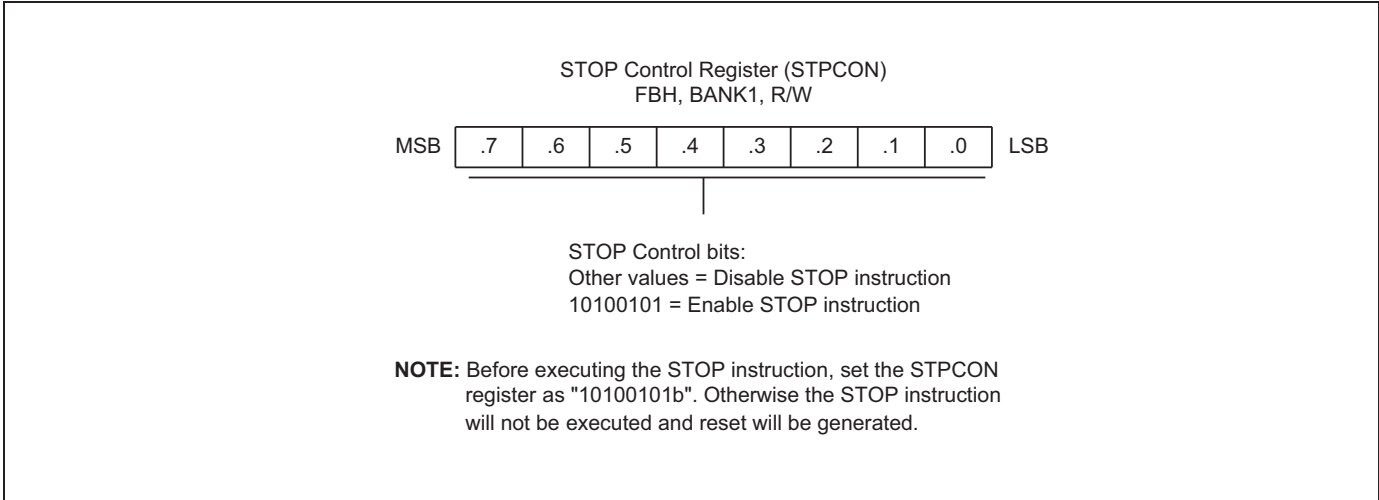 STOP Control Register (STPCON)
FBH, BANK1, R/W
MSB .7 .6 .5 .4 .3 .2 .1 .0 LSB
STOP Control bits:
Other values = Disable STOP instruction
10100101 = Enable STOP instruction
NOTE: Before executing the STOP instruction, set the STPCON
register as "10100101b". Otherwise the STOP instruction
will not be executed and reset will be generated.